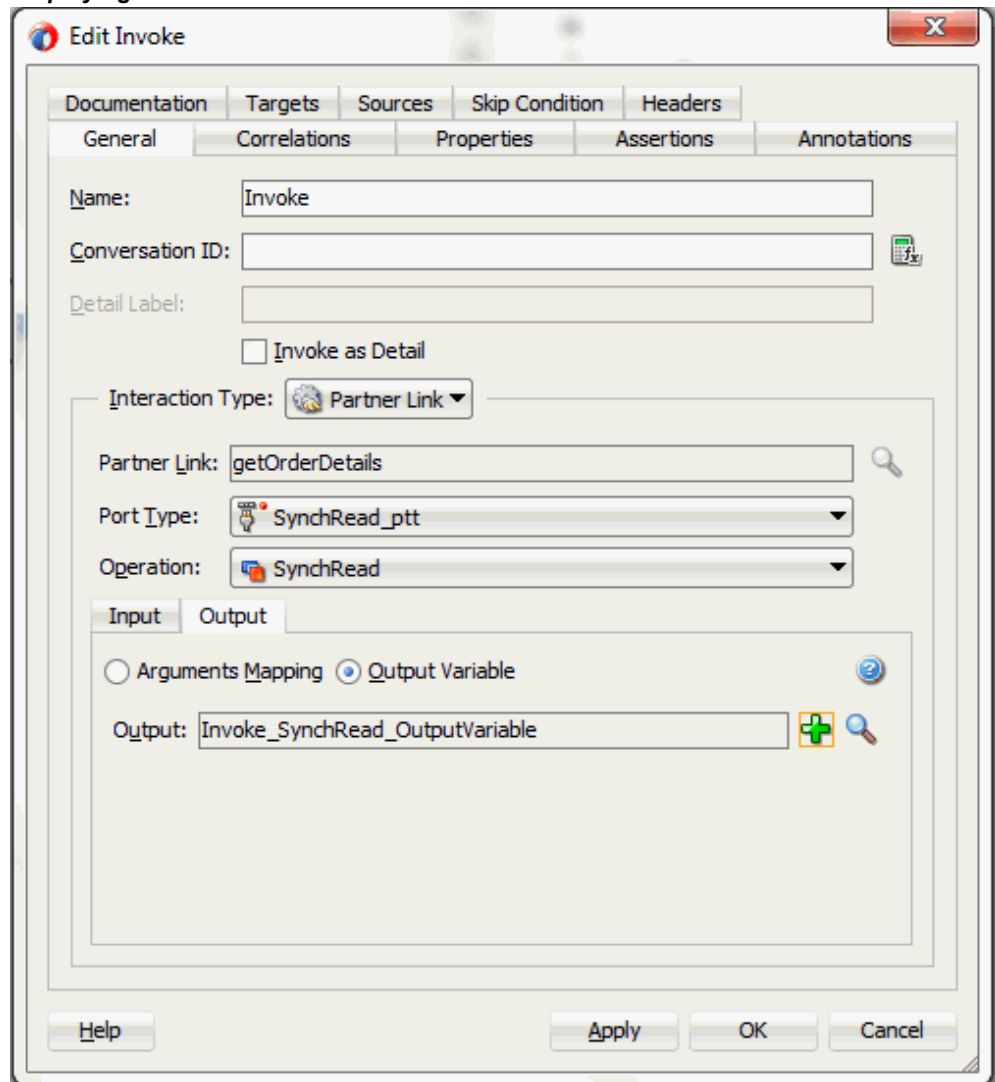 Edit Invoke
Documentation Targets Sources Skip Condition Headers
General Correlations Properties Assertions Annotations
Name: Invoke
Conversation ID:
Detail Label:
Invoke as Detail
Interaction Type: Partner Link
Partner Link: getOrderDetails
Port Type: SynchRead_ptt
Operation: SynchRead
Input Output
Arguments Mapping Output Variable
Output: Invoke_SynchRead_OutputVariable
Help Apply OK Cancel